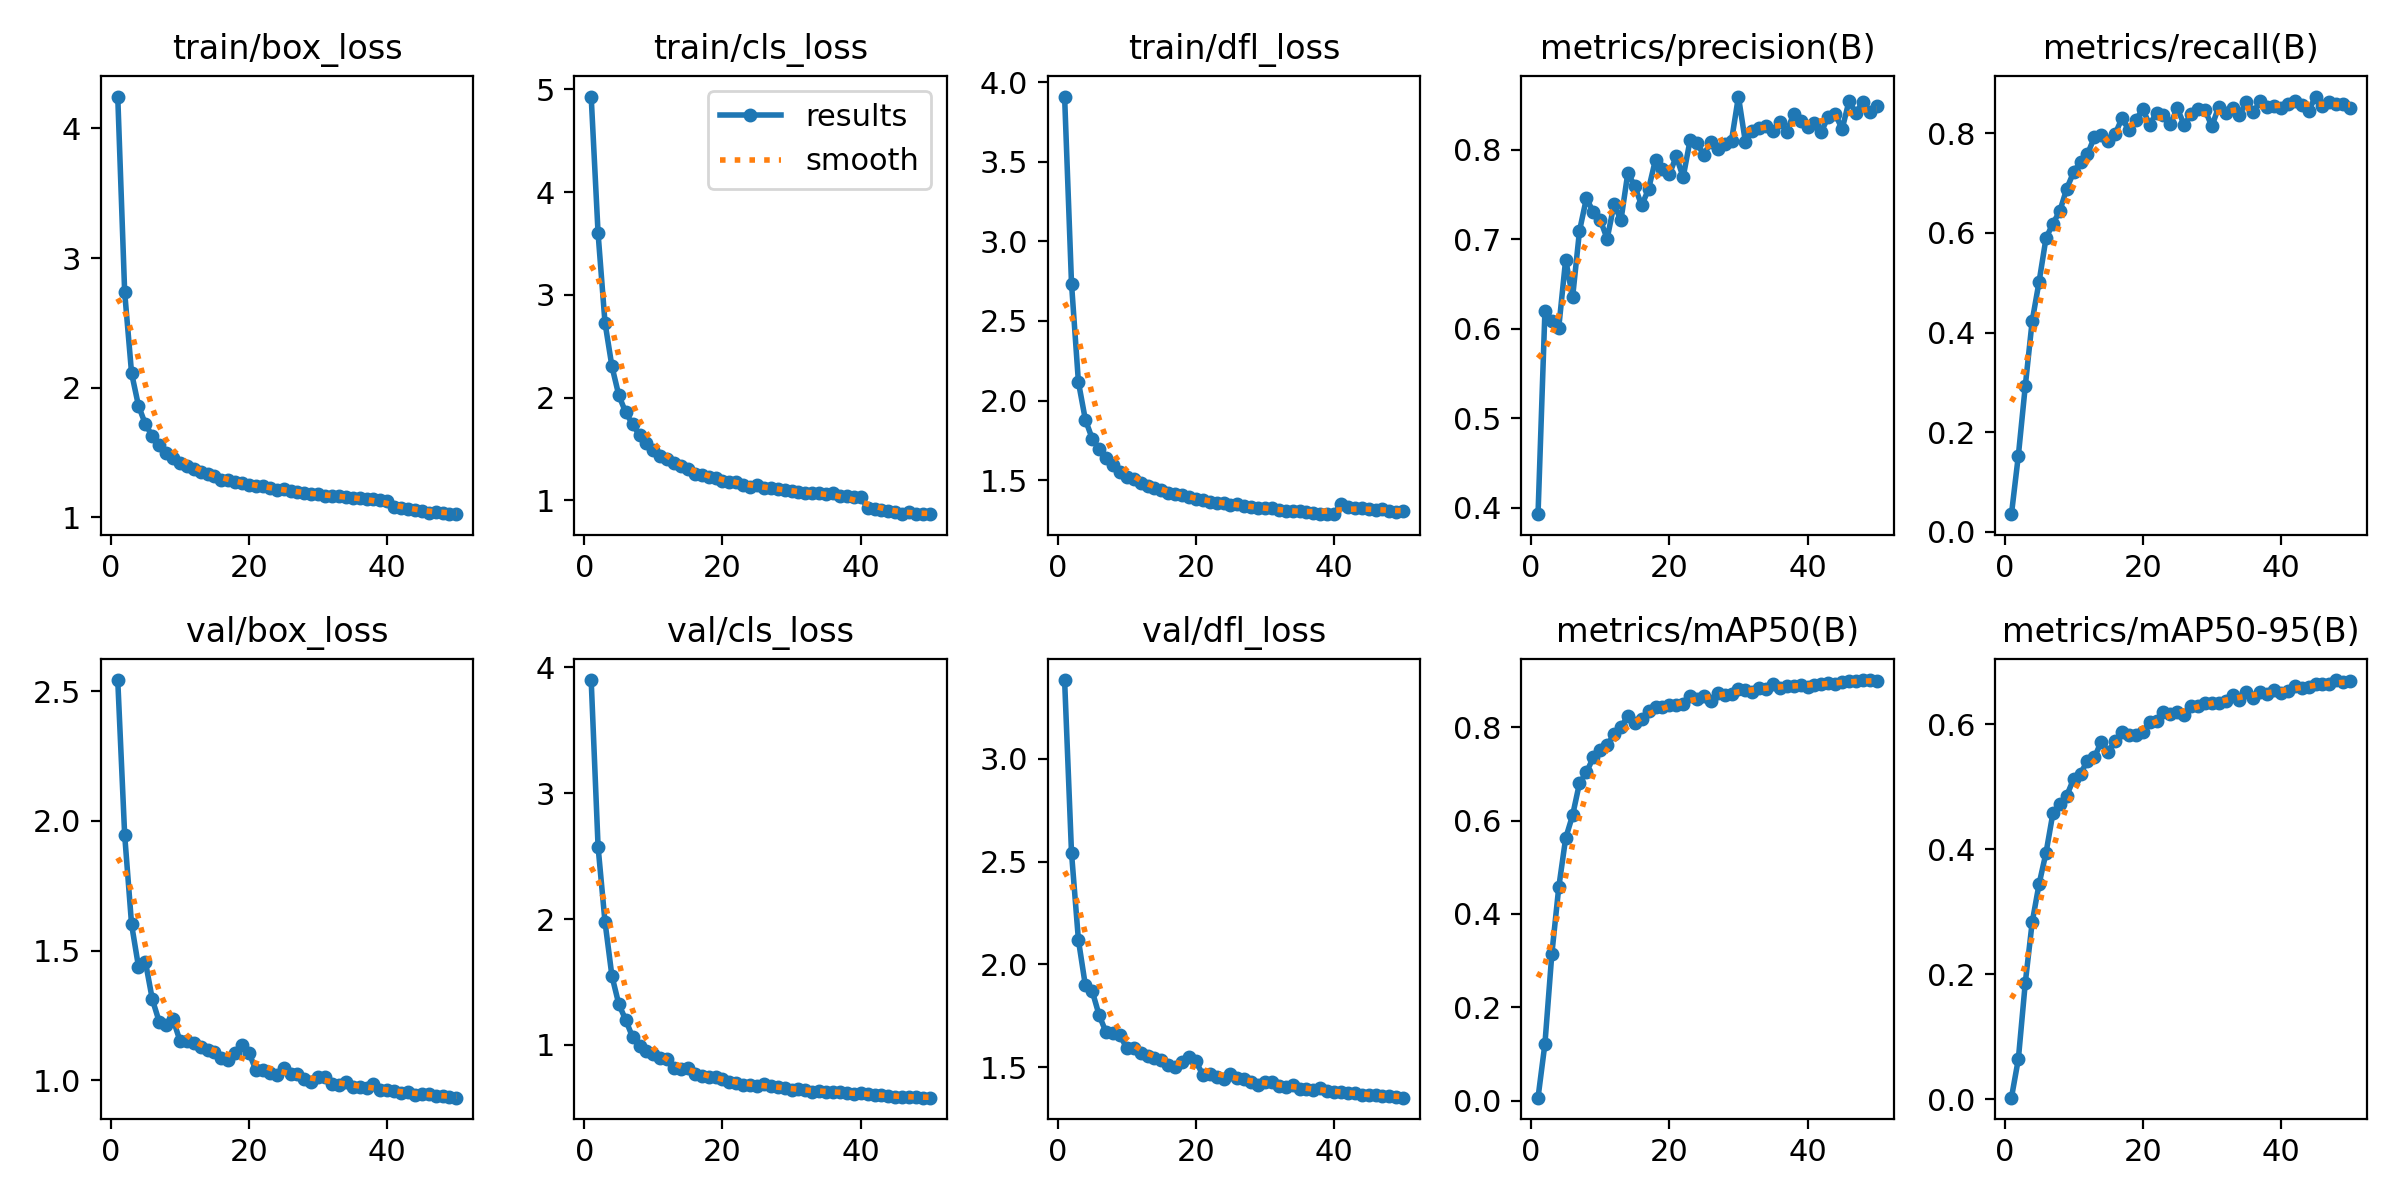 train/box_loss
4
3
2
1
0 20 40
train/cls_loss
results
smooth
5
4
3
2
1
0 20 40
train/dfl_loss
4.0
3.5
3.0
2.5
2.0
1.5
0 20 40
metrics/precision(B)
0.8
0.7
0.6
0.5
0.4
0 20 40
metrics/recall(B)
0.8
0.6
0.4
0.2
0.0
0 20 40
val/box_loss
2.5
2.0
1.5
1.0
0 20 40
val/cls_loss
4
3
2
1
0 20 40
val/dfl_loss
3.0
2.5
2.0
1.5
0 20 40
metrics/mAP50(B)
0.8
0.6
0.4
0.2
0.0
0 20 40
metrics/mAP50-95(B)
0.6
0.4
0.2
0.0
0 20 40